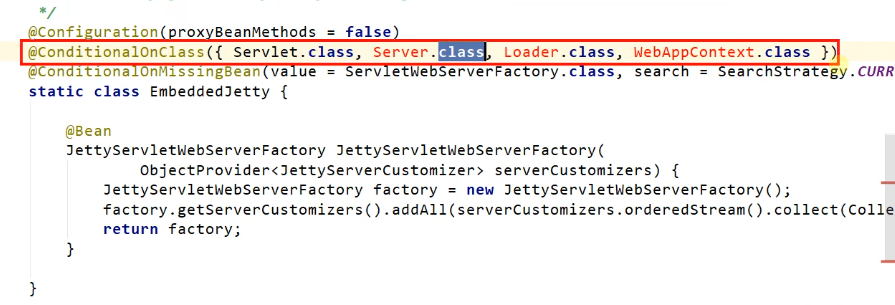 */
@Configuration(proxyBeanMethods = false)
@ConditionalOnClass({ Servlet.class, Server.class, Loader.class, WebAppContext.class })
@ConditionalOnMissingBean(value = ServletWebServerFactory.class, search = SearchStrategy.CURR
static class EmbeddedJetty {
@Bean
JettyServletWebServerFactory JettyServletWebServerFactory(
ObjectProvider<JettyServerCustomizer> serverCustomizers) {
JettyServletWebServerFactory factory = new JettyServletWebServerFactory();
factory.getServerCustomizers().addAll(serverCustomizers.orderedStream().collect(Colle
return factory;
}
}